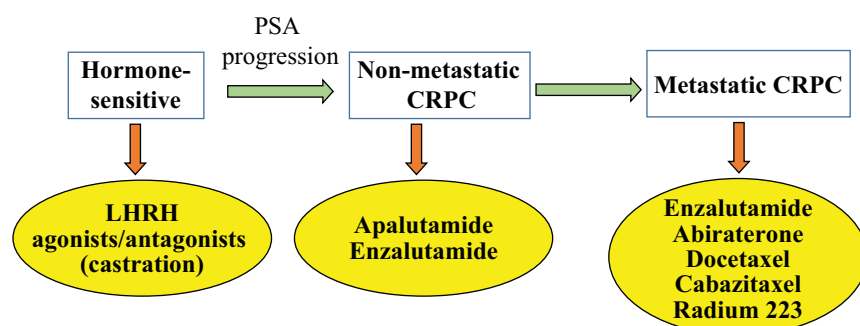 PSA
progression
Hormone-
sensitive
Non-metastatic
CRPC
Metastatic CRPC
LHRH
agonists/antagonists
(castration)
Apalutamide
Enzalutamide
Enzalutamide
Abiraterone
Docetaxel
Cabazitaxel
Radium 223